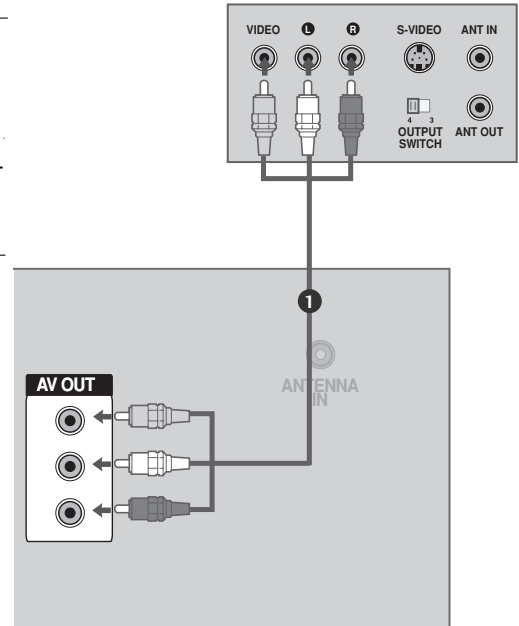 VIDEO L R S-VIDEO ANT IN
4 3
OUTPUT
SWITCH
ANT OUT
1
AV OUT
ANTENNA
IN